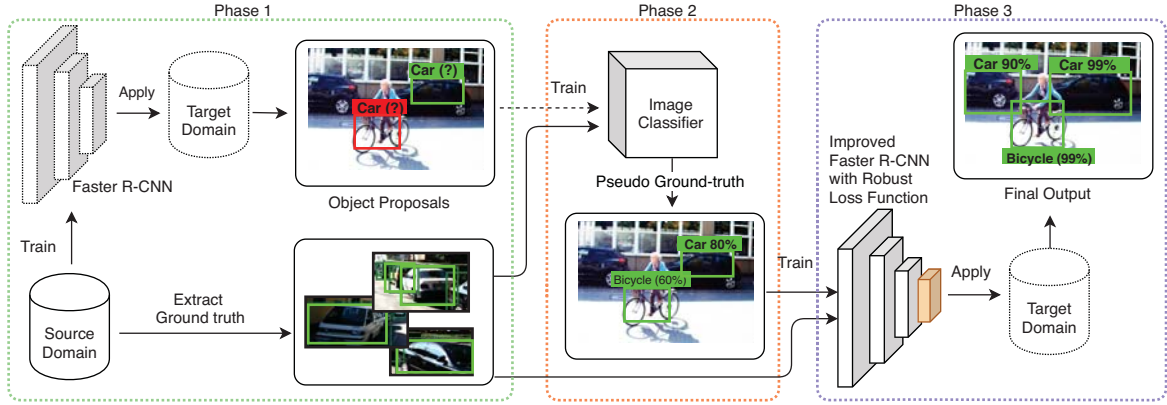 Phase 1
Phase 2
Phase 3
Apply
Target
Domain
Faster R-CNN
Car (?)
Car (?)
Object Proposals
Train
Source
Domain
Extract
Ground truth
Train
Image
Classifier
Pseudo Ground-truth
Car 80%
Bicycle (60%)
Train
Improved
Faster R-CNN
with Robust
Loss Function
Apply
Target
Domain
Car 90%
Car 99%
Bicycle (99%)
Final Output